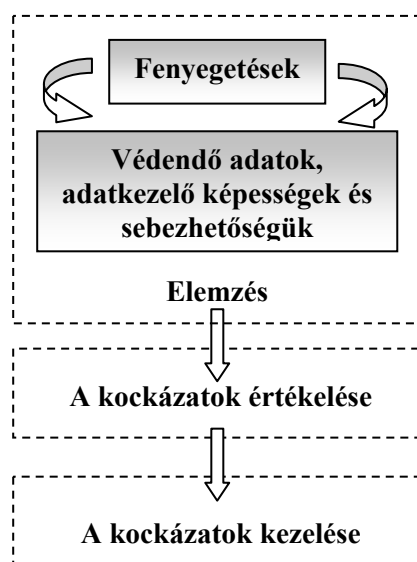 Fenyegetések
Védendő adatok,
adatkezelő képességek és
sebezhetőségük
Elemzés
A kockázatok értékelése
A kockázatok kezelése